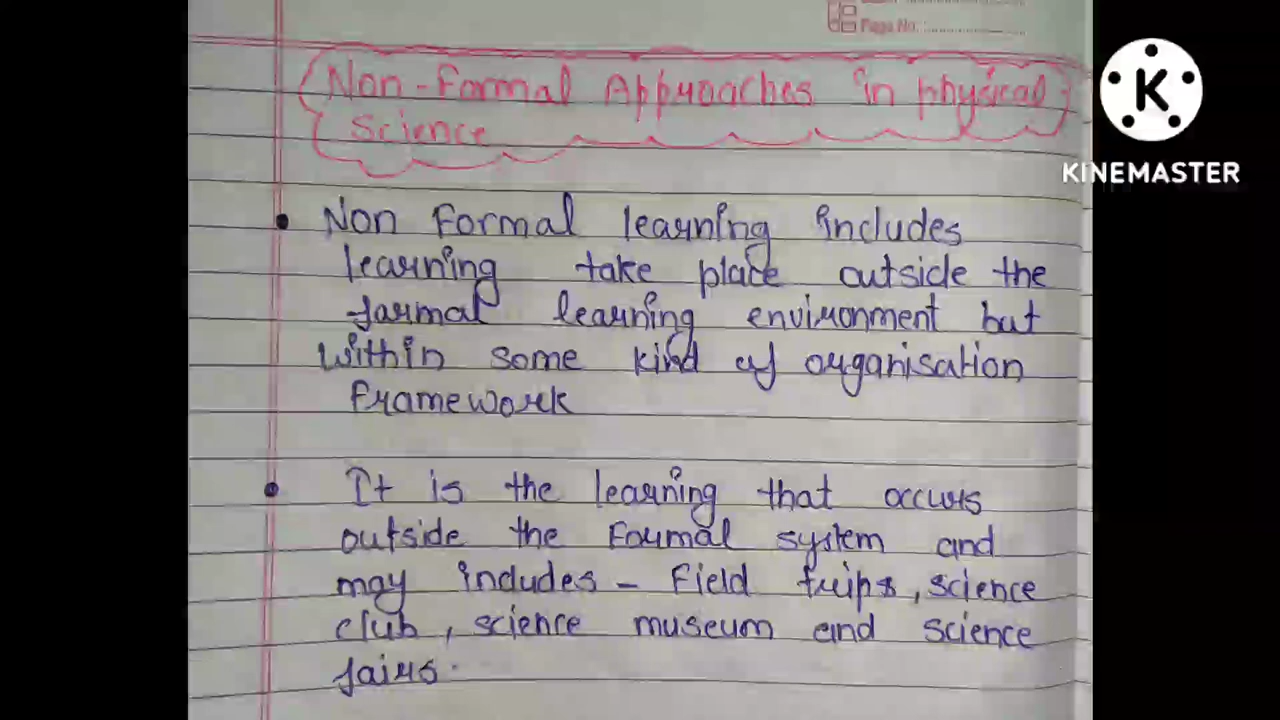 Page No.
Non-Formal Approaches in physical
Science
K
KINEMASTER
Non Formal learning includes
learning take place outside the
formal learning environment but
within some kind of organisation
framework
It is the learning that occurs
outside the Formal system and
may includes - Field trips, science
club, science museum and science
fairs.